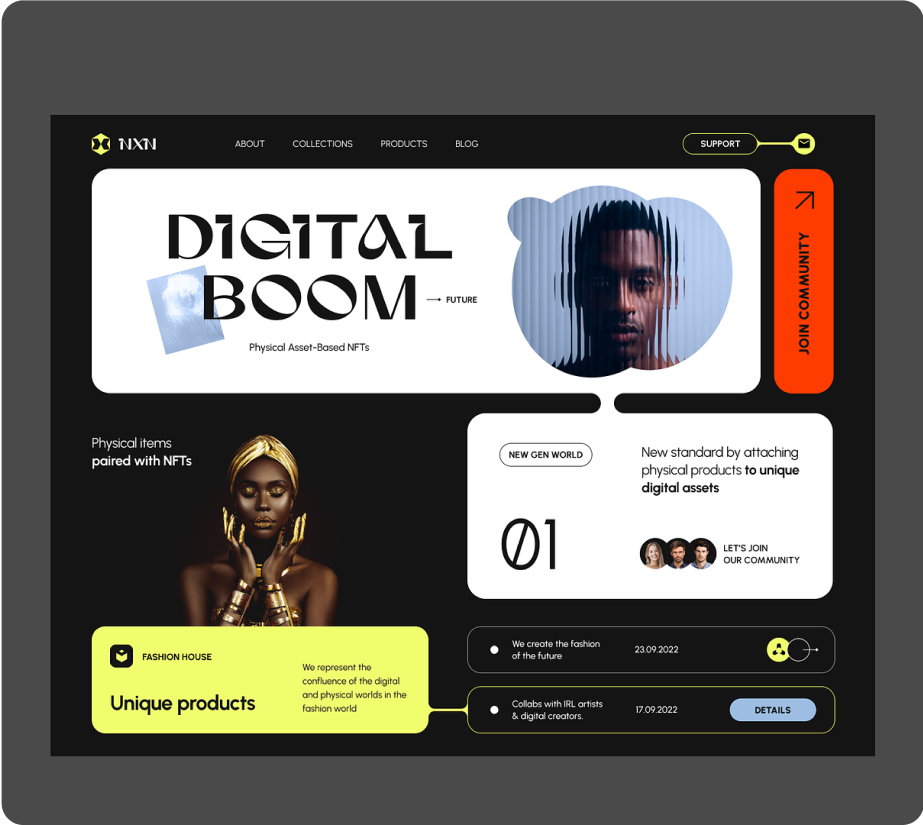 NXN
ABOUT
COLLECTIONS
PRODUCTS
BLOG
SUPPORT
DIGITAL
BOOM
FUTURE
Physical Asset-Based NFTs
JOIN COMMUNITY
Physical items
paired with NFTs
NEW GEN WORLD
New standard by attaching
physical products to unique
digital assets
01
LET'S JOIN
OUR COMMUNITY
FASHION HOUSE
Unique products
We represent the
confluence of the digital
and physical worlds in the
fashion world
We create the fashion
of the future
23.09.2022
Collabs with IRL artists
& digital creators.
17.09.2022
DETAILS